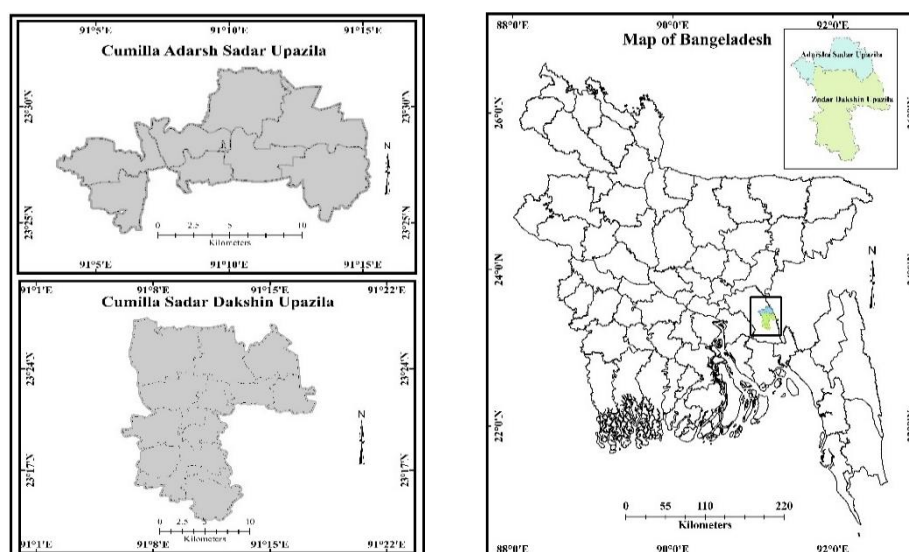 91°5'E 91°10'E 91°15'E
Cumilla Adarsh Sadar Upazila
23°30'N
23°30'N
N
23°25'N
23°25'N
0 2.5 5 10
Kilometers
91°5'E 91°10'E 91°15'E
91°1'E 91°8'E 91°15'E 91°22'E
Cumilla Sadar Dakshin Upazila
23°24'N
23°24'N
N
23°17'N
23°17'N
0 2.5 5 10
Kilometers
91°1'E 91°8'E 91°15'E 91°22'E
88°0'E 90°0'E 92°0'E
Map of Bangeladesh
Adarsha Sadar Upazila
Zindar Dakshin Upazila
26°0'N
24°0'N
N
22°0'N
0 55 110 220
Kilometers
88°0'E 90°0'E 92°0'E